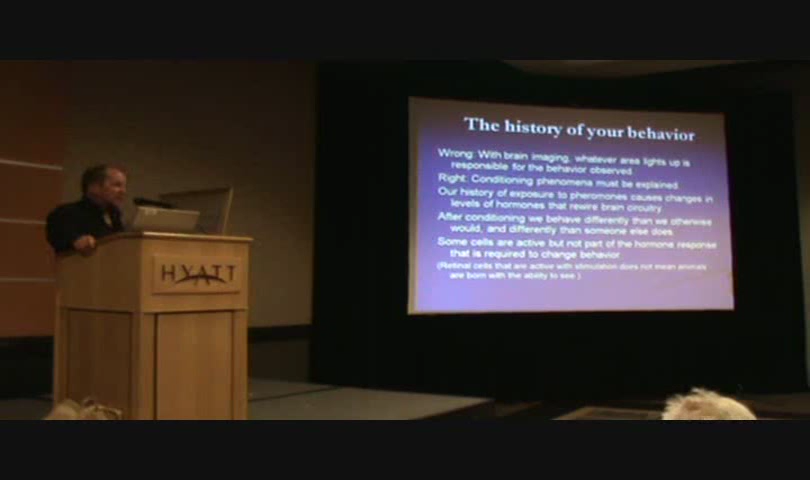 The history of your behavior
Wrong: With brain imaging, whatever area lights up is
responsible for the behavior observed.
Right: Conditioning phenomena must be explained.
Our history of exposure to pheromones causes changes in
levels of hormones that rewire brain circuitry
After conditioning we behave differently than we otherwise
would, and differently than someone else does.
Some cells are active but not part of the hormone response
that is required to change behavior
(Retinal cells that are active with stimulation does not mean animals
are born with the ability to see.)
HYATT